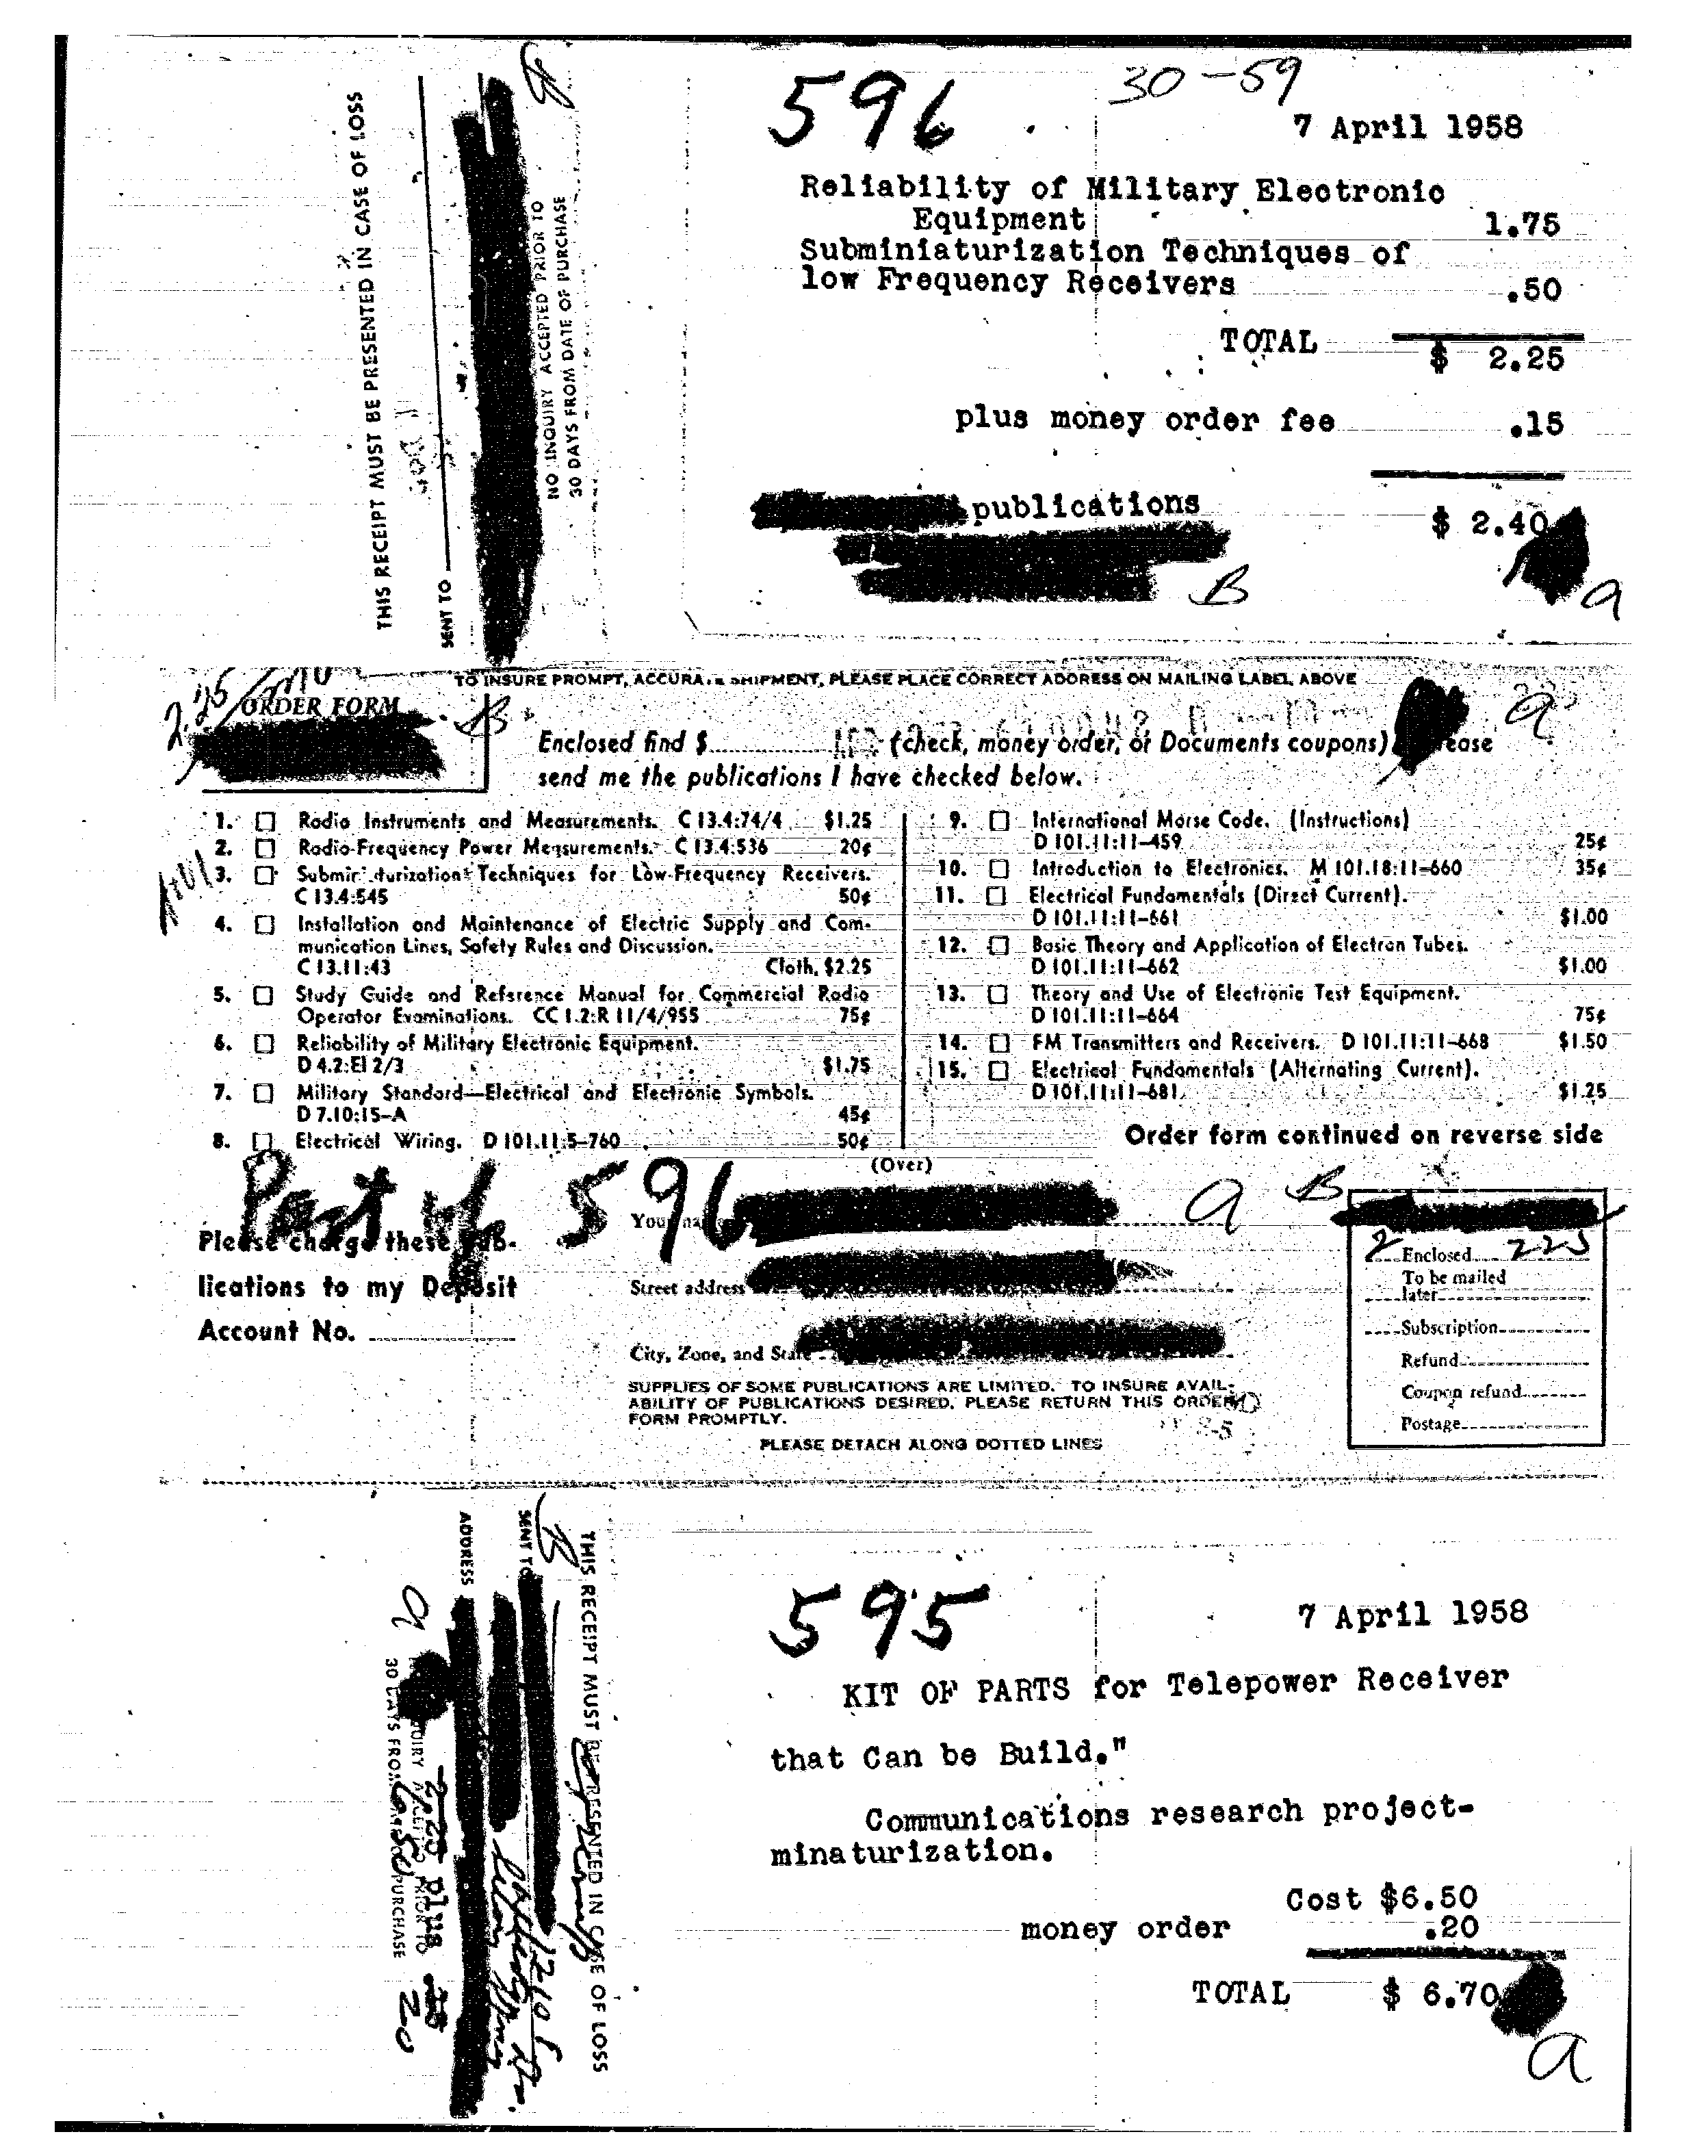 THIS RECEIPT MUST BE PRESENTED IN CASE OF LOSS
SENT TO
NO INQUIRY ACCEPTED PRIOR TO
30 DAYS FROM DATE OF PURCHASE
B
596
30-59
7 April 1958
Reliability of Military Electronic
Equipment 1.75
Subminiaturization Techniques of
low Frequency Receivers .50
TOTAL $ 2.25
plus money order fee .15
publications $ 2.40
B
a
2.25/mo
TO INSURE PROMPT, ACCURA SHIPMENT, PLEASE PLACE CORRECT ADDRESS ON MAILING LABEL ABOVE
ORDER FORM
B
a
Enclosed find $ (check, money order, or Documents coupons). ease
send me the publications I have checked below.
1. Radio Instruments and Measurements. C 13.4:74/4 $1.25
2. Radio-Frequency Power Measurements. C 13.4:536 20¢
3. Submin turization Techniques for Low-Frequency Receivers.
C 13.4:545 50¢
4. Installation and Maintenance of Electric Supply and Com-
munication Lines, Safety Rules and Discussion.
C 13.11:43 Cloth, $2.25
5. Study Guide and Reference Manual for Commercial Radio
Operator Examinations. CC 1.2:R 11/4/955 75¢
6. Reliability of Military Electronic Equipment.
D 4.2:El 2/3 $1.75
7. Military Standard—Electrical and Electronic Symbols.
D 7.10:15-A 45¢
8. Electrical Wiring. D 101.11:5-760 50¢
9. International Morse Code. (Instructions)
D 101.11:11-459 25¢
10. Introduction to Electronics. M 101.18:11-660 35¢
11. Electrical Fundamentals (Direct Current).
D 101.11:11-661 $1.00
12. Basic Theory and Application of Electron Tubes.
D 101.11:11-662 $1.00
13. Theory and Use of Electronic Test Equipment.
D 101.11:11-664 75¢
14. FM Transmitters and Receivers. D 101.11:11-668 $1.50
15. Electrical Fundamentals (Alternating Current).
D 101.11:11-681 $1.25
Order form continued on reverse side
(Over)
Part of 596
Please charge these pub-
lications to my Deposit
Account No.
Your na
Street address
City, Zone, and State
a B
2 Enclosed 225
To be mailed
later
Subscription
Refund
Coupon refund
Postage
SUPPLIES OF SOME PUBLICATIONS ARE LIMITED. TO INSURE AVAIL-
ABILITY OF PUBLICATIONS DESIRED, PLEASE RETURN THIS ORDER
FORM PROMPTLY.
PLEASE DETACH ALONG DOTTED LINES
THIS RECEIPT MUST BE PRESENTED IN CASE OF LOSS
SENT TO
B
ADDRESS
a
30 DAYS FROM PURCHASE
plus
20
595
7 April 1958
KIT OF PARTS for Telepower Receiver
that Can be Build."
Communications research project-
minaturization.
Cost $6.50
money order .20
TOTAL $ 6.70
a